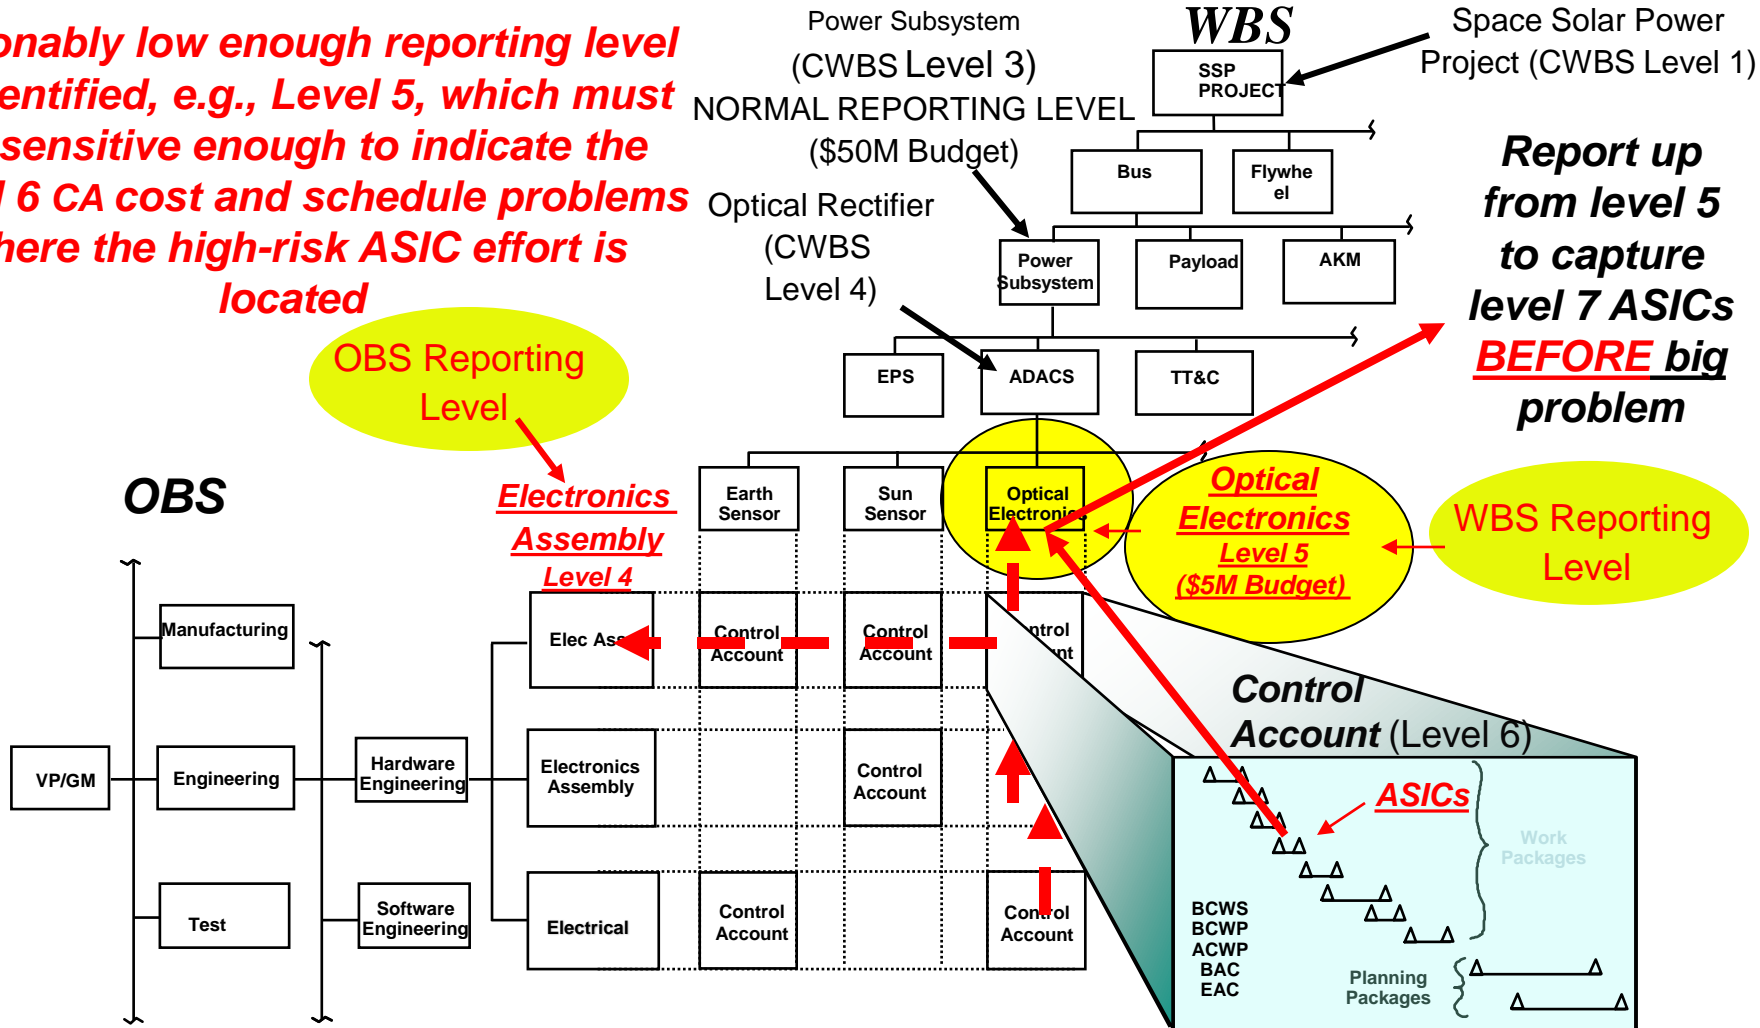 onably low enough reporting level
entified, e.g., Level 5, which must
sensitive enough to indicate the
l 6 CA cost and schedule problems
here the high-risk ASIC effort is
located
Power Subsystem
(CWBS Level 3)
NORMAL REPORTING LEVEL
($50M Budget)
Optical Rectifier
(CWBS
Level 4)
WBS
Space Solar Power
Project (CWBS Level 1)
SSP
PROJECT
Bus
Flywhe
el
Power
Subsystem
Payload
AKM
EPS
ADACS
TT&C
Report up
from level 5
to capture
level 7 ASICs
BEFORE big
problem
OBS Reporting
Level
OBS
Electronics
Assembly
Level 4
Earth
Sensor
Sun
Sensor
Optical
Electronics
Optical
Electronics
Level 5
($5M Budget)
WBS Reporting
Level
VP/GM
Manufacturing
Engineering
Test
Hardware
Engineering
Software
Engineering
Elec Ass
Electronics
Assembly
Electrical
Control
Account
Control
Account
ntrol
unt
Control
Account
Control
Account
Control
Account
Control
Account (Level 6)
ASICs
Work
Packages
BCWS
BCWP
ACWP
BAC
EAC
Planning
Packages